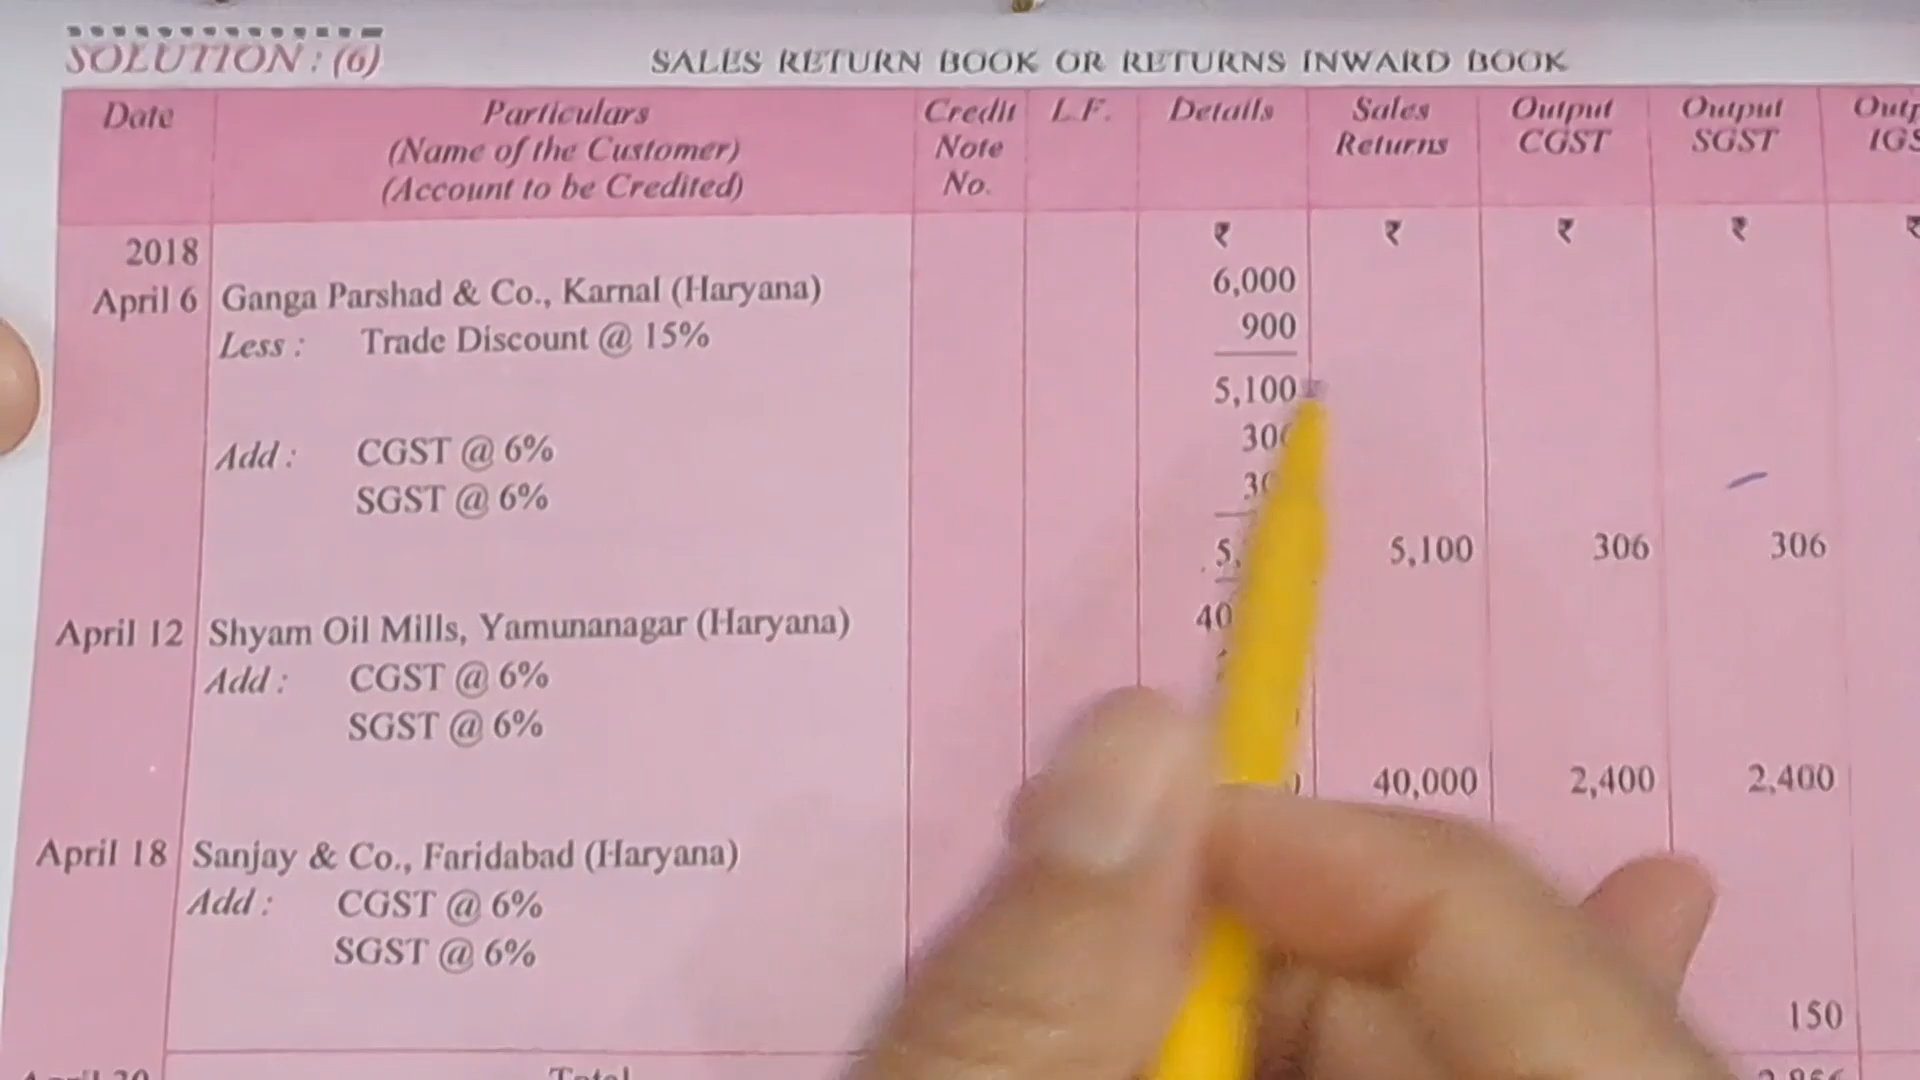 SOLUTION : (6)
SALES RETURN BOOK OR RETURNS INWARD BOOK
Date Particulars (Name of the Customer) (Account to be Credited) Credit Note No. L.F. Details Sales Returns Output CGST Output SGST
2018 ₹ ₹ ₹ ₹ ₹
April 6 Ganga Parshad & Co., Karnal (Haryana) 6,000
Less : Trade Discount @ 15% 900
5,100
Add : CGST @ 6%
SGST @ 6%
5,100 306 306
April 12 Shyam Oil Mills, Yamunanagar (Haryana)
Add : CGST @ 6%
SGST @ 6%
40,000 2,400 2,400
April 18 Sanjay & Co., Faridabad (Haryana)
Add : CGST @ 6%
SGST @ 6%
150
Total